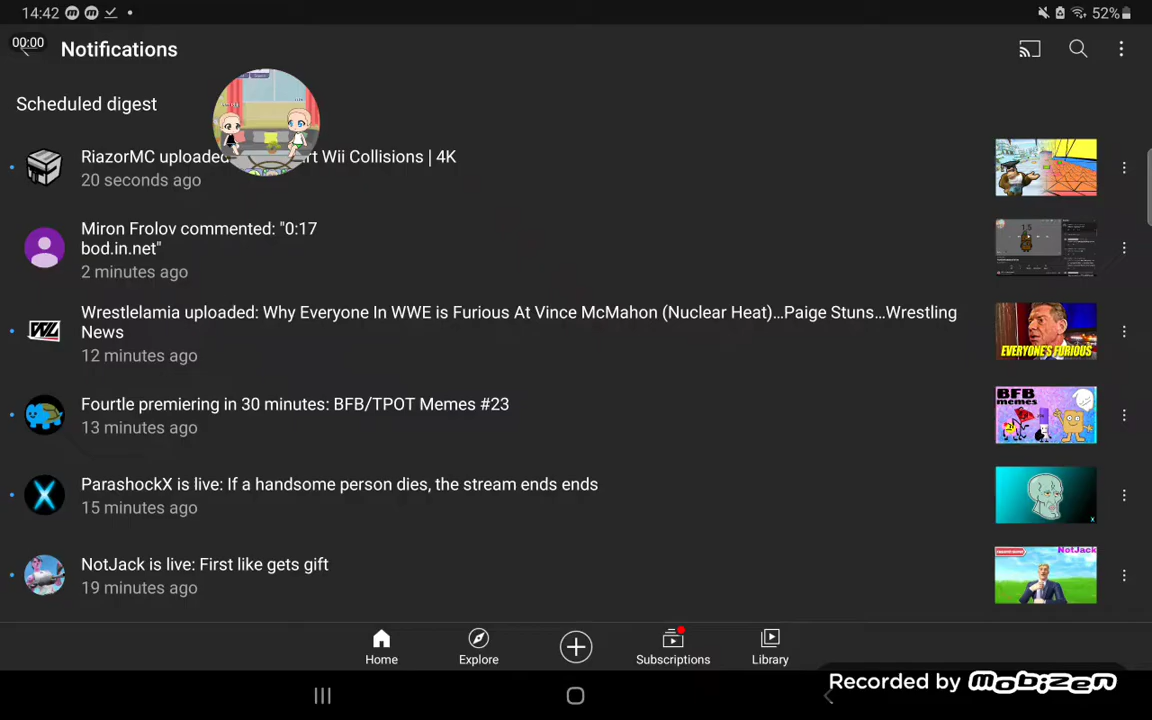 14:42 52%
00:00
Notifications
Scheduled digest
RiazorMC uploaded rt Wii Collisions | 4K
20 seconds ago
Miron Frolov commented: "0:17
bod.in.net"
2 minutes ago
Wrestlelamia uploaded: Why Everyone In WWE is Furious At Vince McMahon (Nuclear Heat)...Paige Stuns...Wrestling
News
12 minutes ago
EVERYONE'S FURIOUS
Fourtle premiering in 30 minutes: BFB/TPOT Memes #23
13 minutes ago
BFB
memes
ParashockX is live: If a handsome person dies, the stream ends ends
15 minutes ago
NotJack is live: First like gets gift
19 minutes ago
NotJack
Home
Explore
Subscriptions
Library
Recorded by mobizen